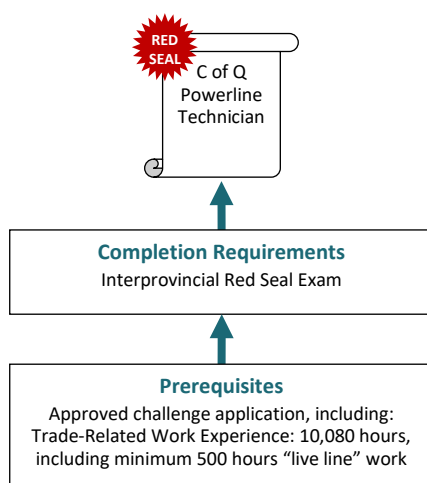 RED
SEAL
C of Q
Powerline
Technician
Completion Requirements
Interprovincial Red Seal Exam
Prerequisites
Approved challenge application, including:
Trade-Related Work Experience: 10,080 hours,
including minimum 500 hours “live line” work